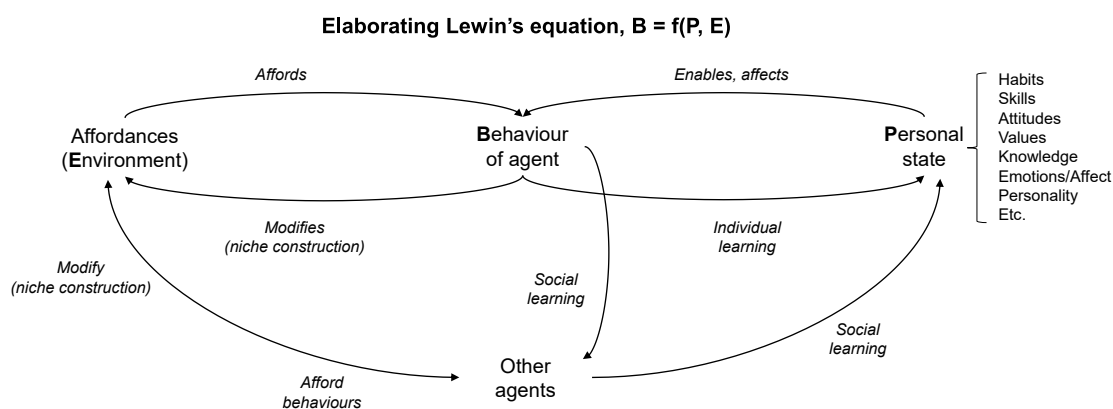 Elaborating Lewin's equation, B = f(P, E)
Affords
Enables, affects
Affordances
(Environment)
Behaviour
of agent
Personal
state
Habits
Skills
Attitudes
Values
Knowledge
Emotions/Affect
Personality
Etc.
Modifies
(niche construction)
Individual
learning
Modify
(niche construction)
Social
learning
Social
learning
Other
agents
Afford
behaviours